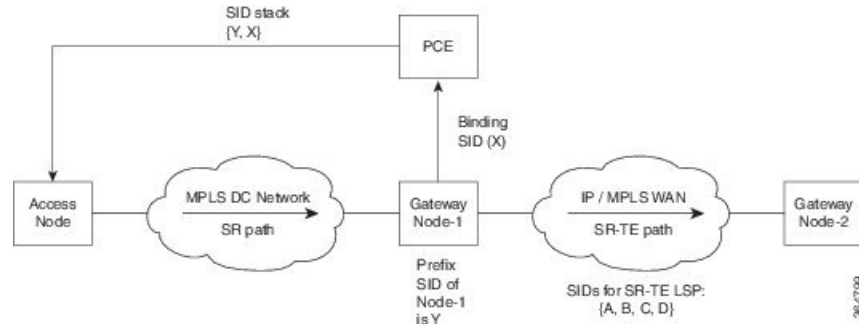 SID stack
{Y, X}
PCE
Binding
SID (X)
Access
Node
MPLS DC Network
SR path
Gateway
Node-1
IP / MPLS WAN
SR-TE path
Gateway
Node-2
Prefix
SID of
Node-1
is Y
SIDs for SR-TE LSP:
{A, B, C, D}